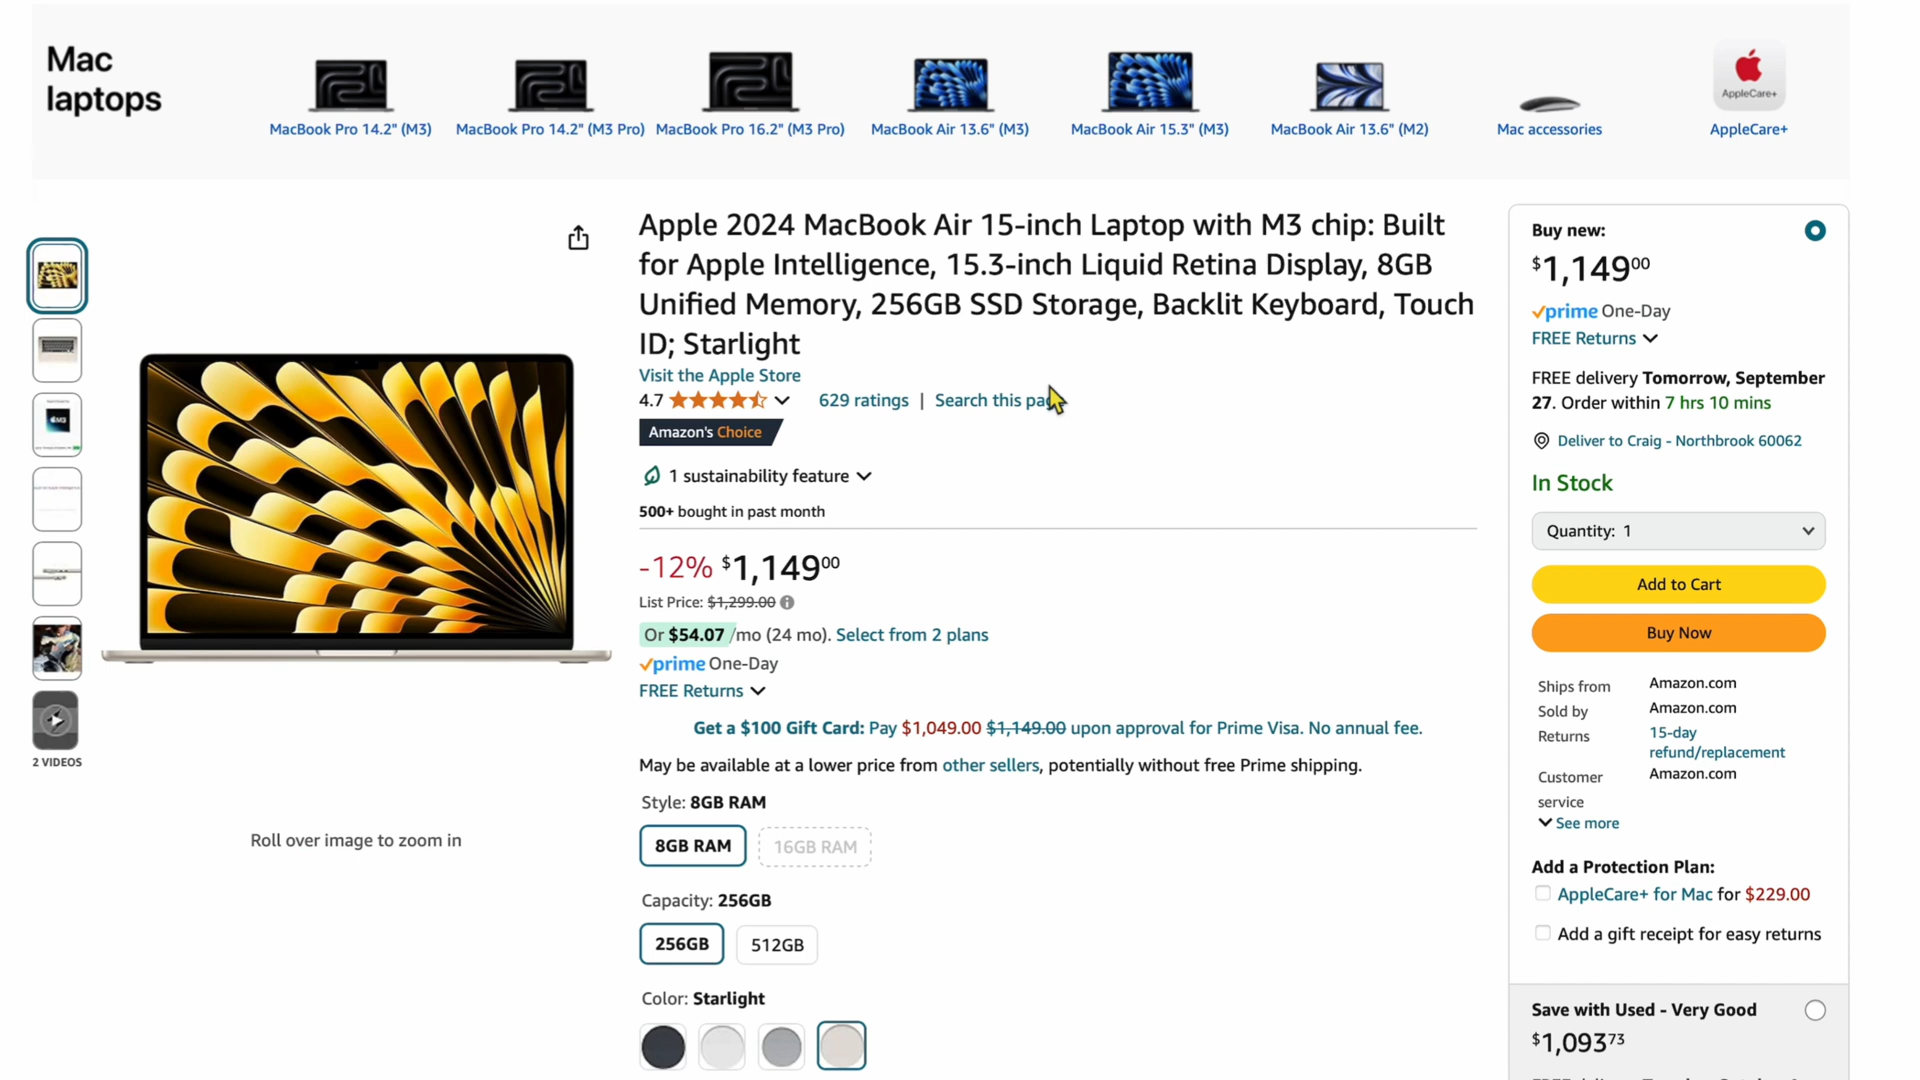 Mac
laptops
MacBook Pro 14.2" (M3)
MacBook Pro 14.2" (M3 Pro)
MacBook Pro 16.2" (M3 Pro)
MacBook Air 13.6" (M3)
MacBook Air 15.3" (M3)
MacBook Air 13.6" (M2)
Mac accessories
AppleCare+
AppleCare+
2 VIDEOS
Roll over image to zoom in
Apple 2024 MacBook Air 15-inch Laptop with M3 chip: Built
for Apple Intelligence, 15.3-inch Liquid Retina Display, 8GB
Unified Memory, 256GB SSD Storage, Backlit Keyboard, Touch
ID; Starlight
Visit the Apple Store
4.7 629 ratings | Search this
Amazon's Choice
1 sustainability feature
500+ bought in past month
-12% $1,14900
List Price: $1,299.00
Or $54.07 /mo (24 mo). Select from 2 plans
prime One-Day
FREE Returns
Get a $100 Gift Card: Pay $1,049.00 $1,149.00 upon approval for Prime Visa. No annual fee.
May be available at a lower price from other sellers, potentially without free Prime shipping.
Style: 8GB RAM
8GB RAM
16GB RAM
Capacity: 256GB
256GB
512GB
Color: Starlight
Buy new:
$1,14900
prime One-Day
FREE Returns
FREE delivery Tomorrow, September
27. Order within 7 hrs 10 mins
Deliver to Craig - Northbrook 60062
In Stock
Quantity: 1
Add to Cart
Buy Now
Ships from Amazon.com
Sold by Amazon.com
Returns 15-day
refund/replacement
Customer Amazon.com
service
See more
Add a Protection Plan:
AppleCare+ for Mac for $229.00
Add a gift receipt for easy returns
Save with Used - Very Good
$1,09373